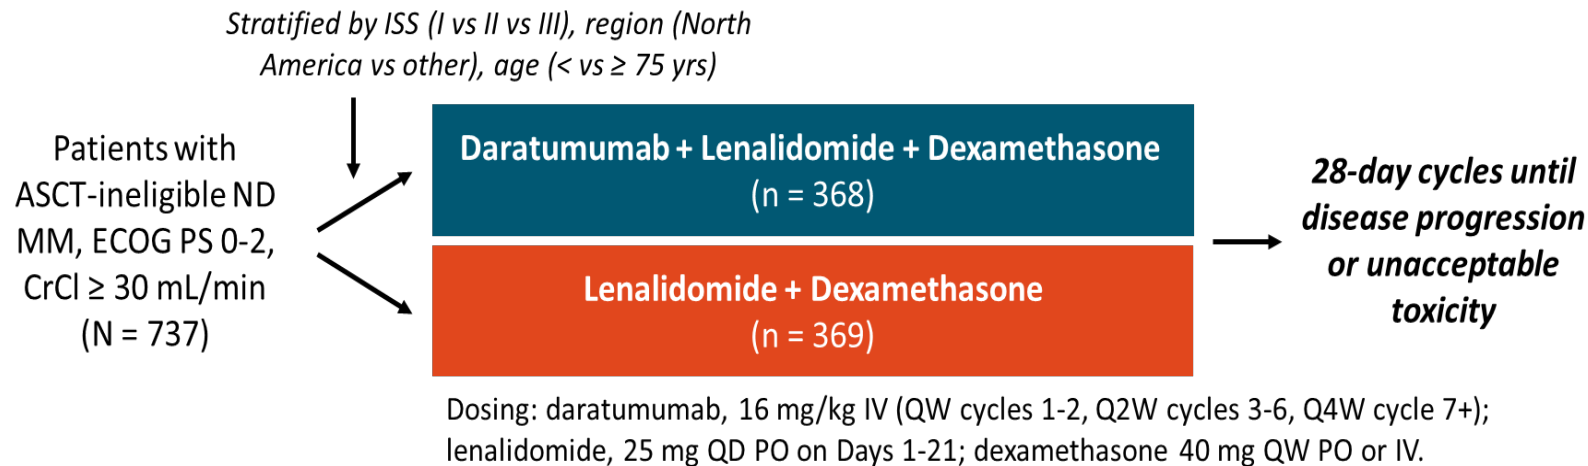 Stratified by ISS (I vs II vs III), region (North
America vs other), age (< vs ≥ 75 yrs)
Patients with
ASCT-ineligible ND
MM, ECOG PS 0-2,
CrCl ≥ 30 mL/min
(N = 737)
Daratumumab + Lenalidomide + Dexamethasone
(n = 368)
Lenalidomide + Dexamethasone
(n = 369)
28-day cycles until
disease progression
or unacceptable
toxicity
Dosing: daratumumab, 16 mg/kg IV (QW cycles 1-2, Q2W cycles 3-6, Q4W cycle 7+);
lenalidomide, 25 mg QD PO on Days 1-21; dexamethasone 40 mg QW PO or IV.